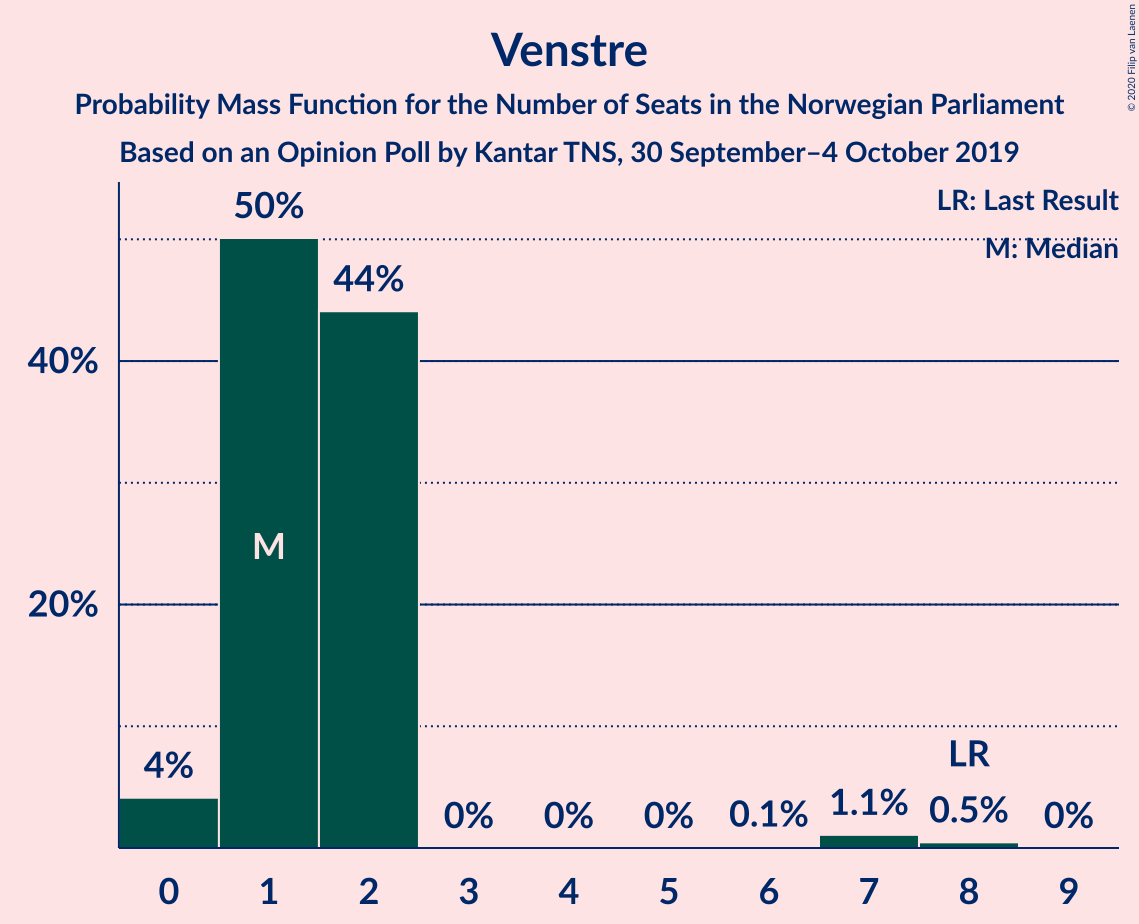 Venstre
Probability Mass Function for the Number of Seats in the Norwegian Parliament
Based on an Opinion Poll by Kantar TNS, 30 September–4 October 2019
© 2020 Filip van Laenen
LR: Last Result
M: Median
50%
44%
40%
M
20%
4%
0%
0%
0%
0.1%
1.1%
LR
0.5%
0%
0 1 2 3 4 5 6 7 8 9